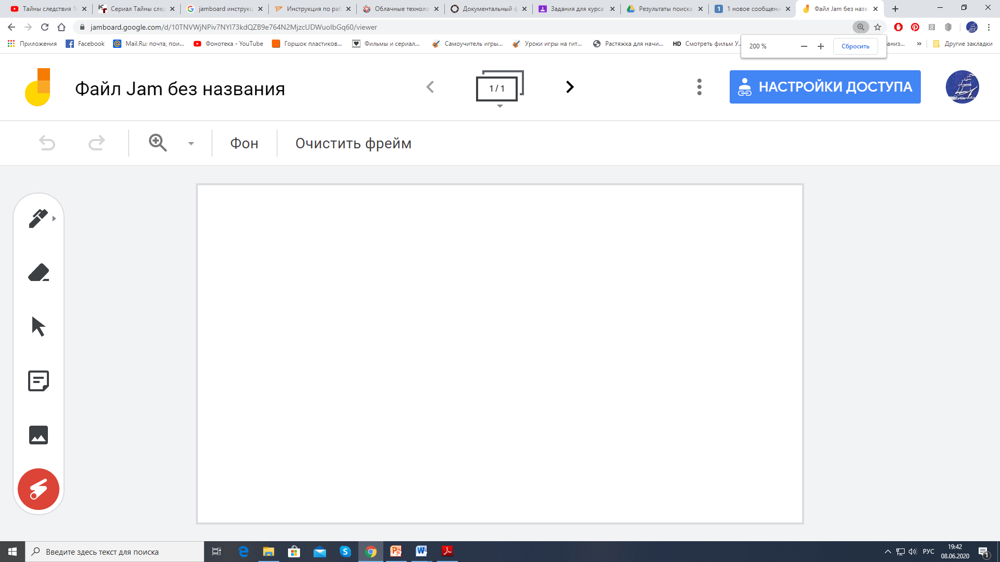 Тайны следствия 1
Сериал Тайны след
jamboard инструкц
Инструкция по раб
Облачные техноло
Документальный ф
Задания для курса
Результаты поиска
1 новое сообщени
Файл Jam без назв
jamboard.google.com/d/10TNVWjNPiv7NYI73kdQZB9e764N2MjzcUDWuoIbGq60/viewer
Приложения
Facebook
Mail.Ru: почта, пои...
Фонотека - YouTube
Горшок пластиков...
Фильмы и сериал...
Самоучитель игры...
Уроки игры на гит...
Растяжка для начи...
HD Смотреть фильм У...
аниз...
»
Другие закладки
200 %
Сбросить
Файл Jam без названия
1 / 1
НАСТРОЙКИ ДОСТУПА
Фон
Очистить фрейм
Введите здесь текст для поиска
РУС
19:42
08.06.2020
1